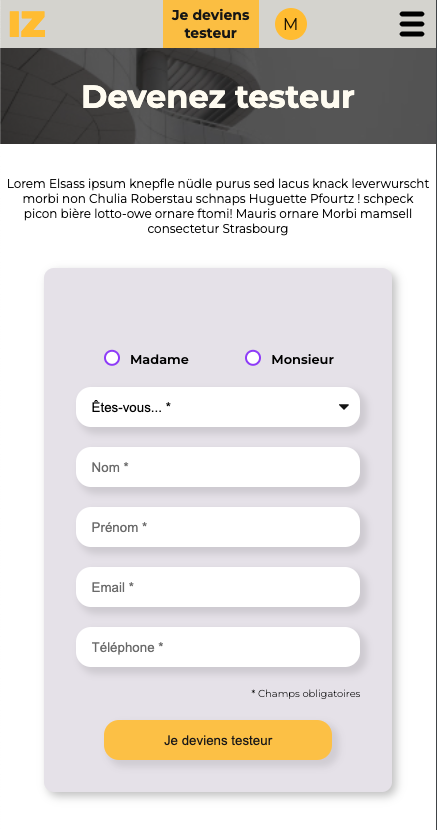 IZ
Je deviens
testeur
M
Devenez testeur
Lorem Elsass ipsum knepfle nüdle purus sed lacus knack leverwurscht
morbi non Chulia Roberstau schnaps Huguette Pfourtz ! schpeck
picon bière lotto-owe ornare ftomi! Mauris ornare Morbi mamsell
consectetur Strasbourg
Madame Monsieur
Êtes-vous... *
Nom *
Prénom *
Email *
Téléphone *
* Champs obligatoires
Je deviens testeur